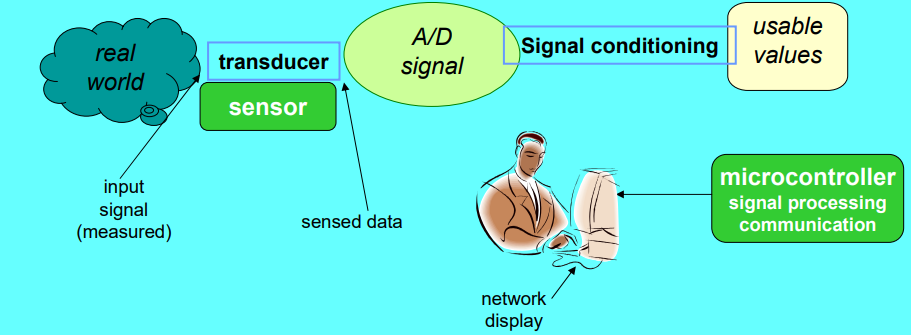 real
world
transducer
sensor
A/D
signal
Signal conditioning
usable
values
input
signal
(measured)
sensed data
microcontroller
signal processing
communication
network
display